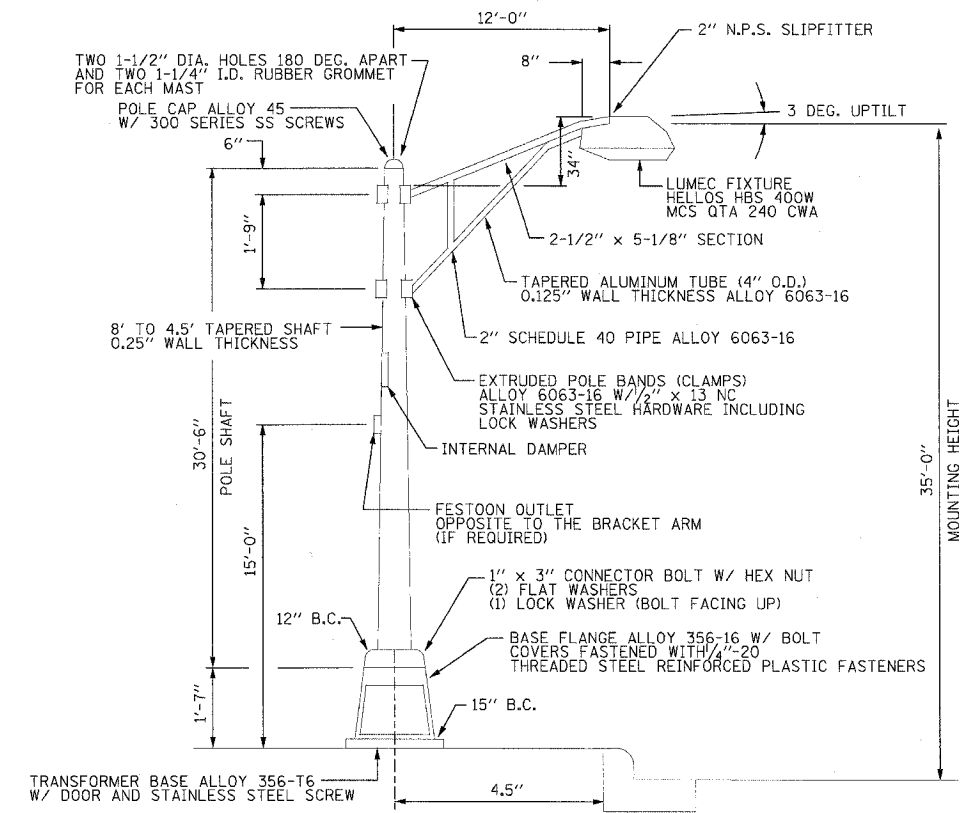 12'-0"
2" N.P.S. SLIPFITTER
TWO 1-1/2" DIA. HOLES 180 DEG. APART
AND TWO 1-1/4" I.D. RUBBER GROMMET
FOR EACH MAST
8"
POLE CAP ALLOY 45
W/ 300 SERIES SS SCREWS
3 DEG. UPTILT
6"
34"
LUMEC FIXTURE
HELLOS HBS 400W
MCS QTA 240 CWA
1'-9"
2-1/2" x 5-1/8" SECTION
TAPERED ALUMINUM TUBE (4" O.D.)
0.125" WALL THICKNESS ALLOY 6063-16
8' TO 4.5' TAPERED SHAFT
0.25" WALL THICKNESS
2" SCHEDULE 40 PIPE ALLOY 6063-16
EXTRUDED POLE BANDS (CLAMPS)
ALLOY 6063-16 W/1/2" x 13 NC
STAINLESS STEEL HARDWARE INCLUDING
LOCK WASHERS
30'-6"
POLE SHAFT
INTERNAL DAMPER
35'-0"
MOUNTING HEIGHT
FESTOON OUTLET
OPPOSITE TO THE BRACKET ARM
(IF REQUIRED)
15'-0"
1" x 3" CONNECTOR BOLT W/ HEX NUT
(2) FLAT WASHERS
(1) LOCK WASHER (BOLT FACING UP)
12" B.C.
BASE FLANGE ALLOY 356-16 W/ BOLT
COVERS FASTENED WITH 1/4"-20
THREADED STEEL REINFORCED PLASTIC FASTENERS
1'-7"
15" B.C.
TRANSFORMER BASE ALLOY 356-T6
W/ DOOR AND STAINLESS STEEL SCREW
4.5"